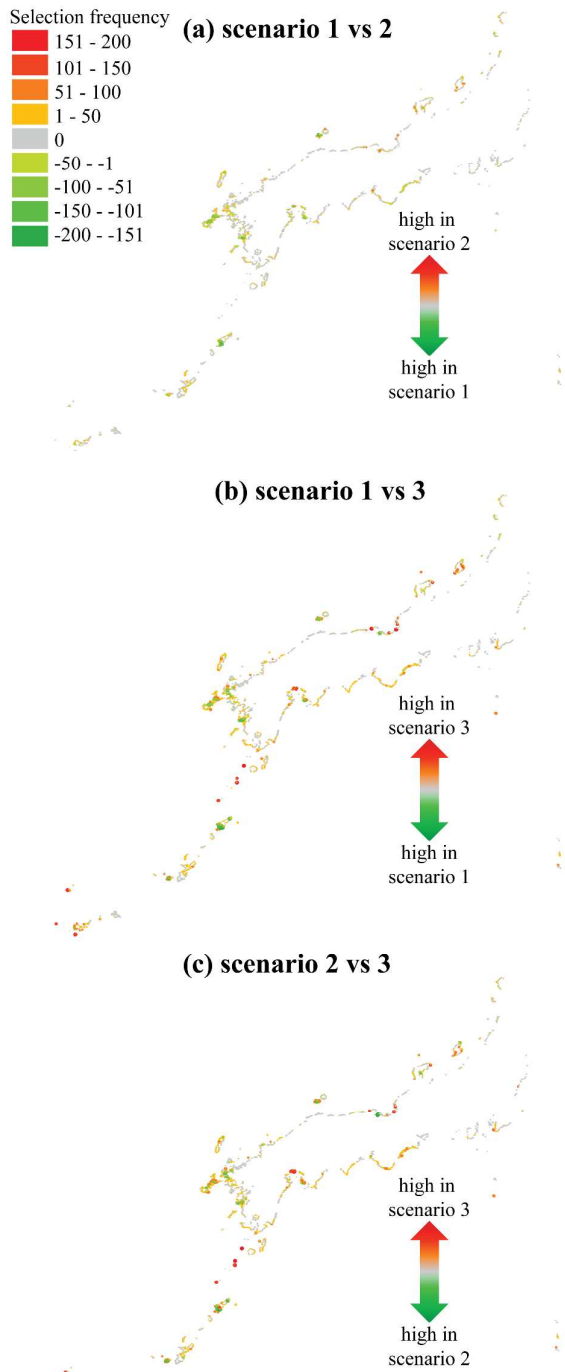 Selection frequency
151 - 200
101 - 150
51 - 100
1 - 50
0
-50 - -1
-100 - -51
-150 - -101
-200 - -151
(a) scenario 1 vs 2
high in
scenario 2
high in
scenario 1
(b) scenario 1 vs 3
high in
scenario 3
high in
scenario 1
(c) scenario 2 vs 3
high in
scenario 3
high in
scenario 2